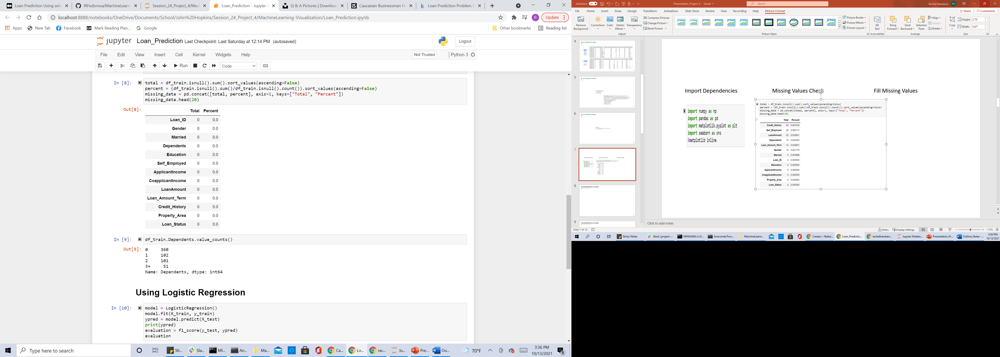 Loan Prediction Using sele
IRFedorova/MachineLearni
Session_24_Project_4/Macl
Loan_Prediction - Jupyter N
Q & A Pictures | Download
Caucasian Businessman Ha
Loan Prediction Problem D
localhost:8888/notebooks/OneDrive/Documents/School/John%20Hopkins/Session_24_Project_4/MachineLearning-Visualization/Loan_Prediction.ipynb
R
Update
Apps
New Tab
Facebook
LH
Mark Reading Plan...
Google
Other bookmarks
Reading list
jupyter
Loan_Prediction Last Checkpoint: Last Saturday at 12:14 PM (autosaved)
Logout
File Edit View Insert Cell Kernel Widgets Help
Not Trusted
Python 3
Run
Code
In [8]:
total = df_train.isnull().sum().sort_values(ascending=False)
percent = (df_train.isnull().sum()/df_train.isnull().count()).sort_values(ascending=False)
missing_data = pd.concat([total, percent], axis=1, keys=["Total", "Percent"])
missing_data.head(20)
Out[8]:
Total Percent
Loan_ID 0 0.0
Gender 0 0.0
Married 0 0.0
Dependents 0 0.0
Education 0 0.0
Self_Employed 0 0.0
ApplicantIncome 0 0.0
CoapplicantIncome 0 0.0
LoanAmount 0 0.0
Loan_Amount_Term 0 0.0
Credit_History 0 0.0
Property_Area 0 0.0
Loan_Status 0 0.0
In [9]:
df_train.Dependents.value_counts()
Out[9]:
0 360
1 102
2 101
3+ 51
Name: Dependents, dtype: int64
Using Logistic Regression
In [10]:
model = LogisticRegression()
model.fit(X_train, y_train)
ypred = model.predict(X_test)
print(ypred)
evaluation = f1_score(y_test, ypred)
evaluation
Type here to search
Sti...
Sla...
MI...
An...
Ma...
Ca...
Lo...
rac...
Ju...
Pre...
Ou...
70°F
3:36 PM
10/13/2021
8
AutoSave On
Presentation_Project_4 - Saved
Search
Rachel Newberry
RN
File Home Insert Draw Design Transitions Animations Slide Show Review View Recording Help Picture Format
Share
Comments
Remove Background
Corrections
Color
Artistic Effects
Transparency
Compress Pictures
Change Picture
Reset Picture
Adjust
Picture Styles
Picture Border
Picture Effects
Picture Layout
Alt Text
Accessibility
Bring Forward
Send Backward
Selection Pane
Align
Group
Rotate
Arrange
Crop
Height: 3.75"
Width: 5.47"
Size
4
5
6
7
8
9
Import Dependencies
Missing Values Check
Fill Missing Values
import numpy as np
import pandas as pd
import matplotlib.pyplot as plt
import seaborn as sns
%matplotlib inline
total = df_train.isnull().sum().sort_values(ascending=False)
percent = (df_train.isnull().sum()/df_train.isnull().count()).sort_values(ascending=False)
missing_data = pd.concat([total, percent], axis=1, keys=["Total", "Percent"])
missing_data.head(20)
]:
Total Percent
Credit_History 50 0.081433
Self_Employed 32 0.052117
LoanAmount 22 0.035831
Dependents 15 0.024430
Loan_Amount_Term 14 0.022801
Gender 13 0.021173
Married 3 0.004886
Loan_ID 0 0.000000
Education 0 0.000000
ApplicantIncome 0 0.000000
CoapplicantIncome 0 0.000000
Property_Area 0 0.000000
Loan_Status 0 0.000000
Click to add notes
Slide 7 of 16
Notes
Display Settings
112%
Sticky Notes
Slack | project-...
MINGW64:/c/U...
Anaconda Pow...
MachineLearni...
Careers – Nielse...
Loan_Predictio...
rachellnewberr...
Jupyter Notebo...
Presentation_Pr...
Outline_Notes -...
3:36 PM
10/13/2021